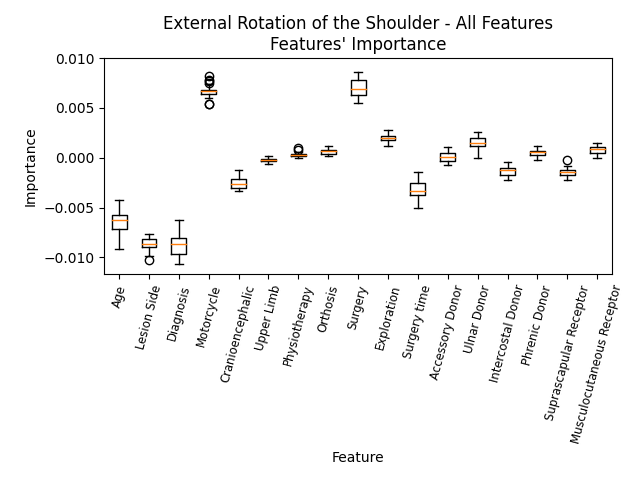 External Rotation of the Shoulder - All Features
Features' Importance
0.010
0.005
0.000
−0.005
−0.010
Importance
Age
Lesion Side
Diagnosis
Motorcycle
Cranioencephalic
Upper Limb
Physiotherapy
Orthosis
Surgery
Exploration
Surgery time
Accessory Donor
Ulnar Donor
Intercostal Donor
Phrenic Donor
Suprascapular Receptor
Musculocutaneous Receptor
Feature